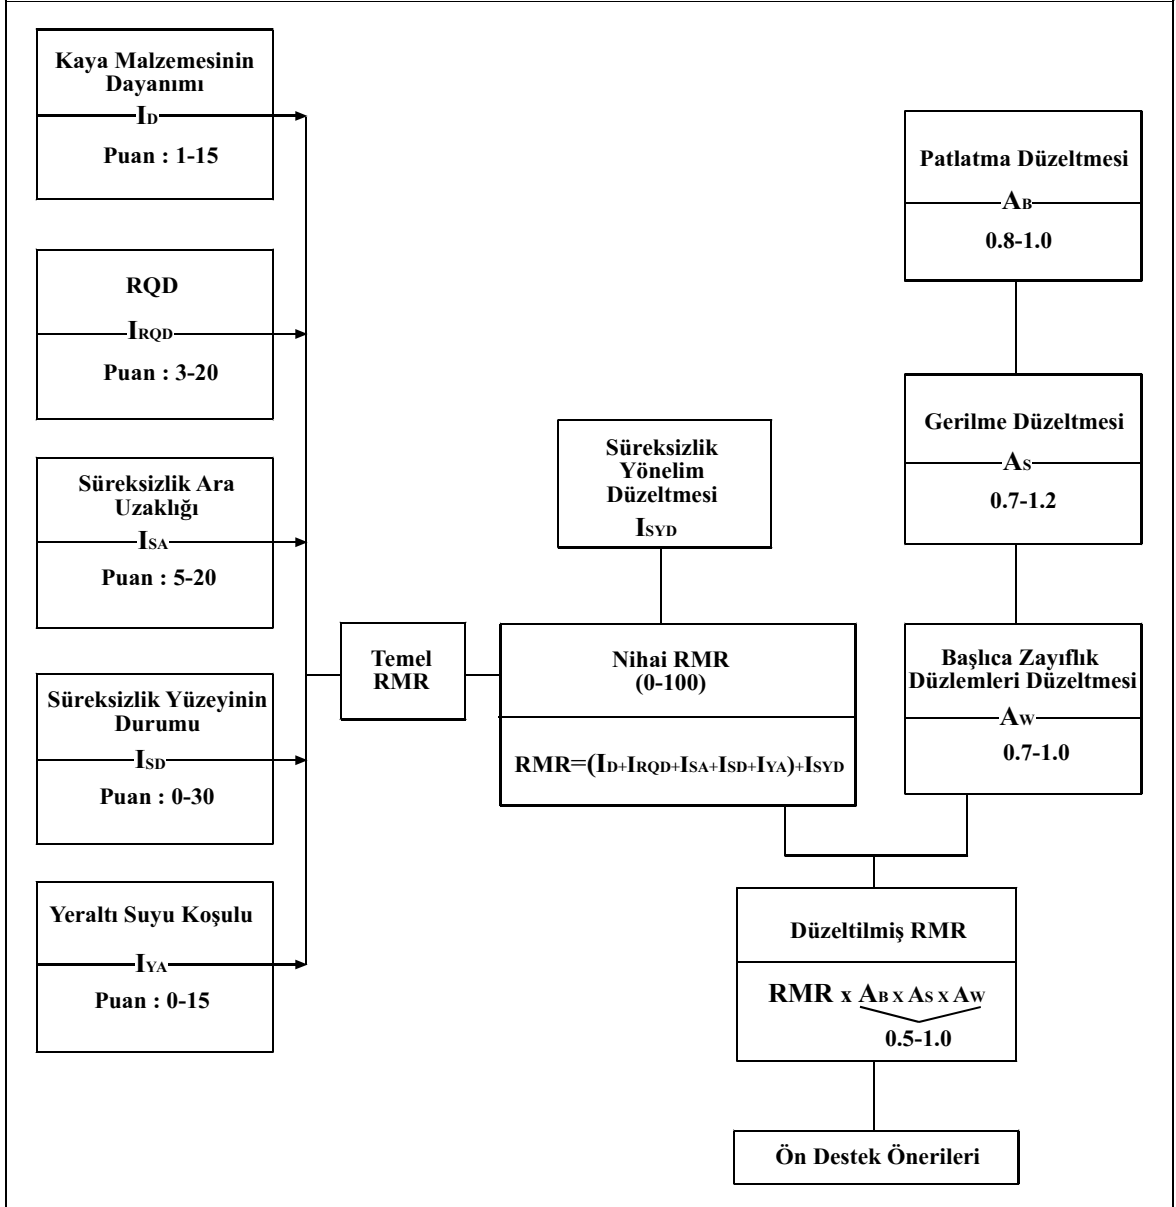 Kaya Malzemesinin
Dayanımı
ID
Puan : 1-15
RQD
IRQD
Puan : 3-20
Süreksizlik Ara
Uzaklığı
ISA
Puan : 5-20
Süreksizlik Yüzeyinin
Durumu
ISD
Puan : 0-30
Yeraltı Suyu Koşulu
IYA
Puan : 0-15
Temel
RMR
Süreksizlik
Yönelim
Düzeltmesi
ISYD
Nihai RMR
(0-100)
RMR=(ID+IRQD+ISA+ISD+IYA)+ISYD
Patlatma Düzeltmesi
AB
0.8-1.0
Gerilme Düzeltmesi
AS
0.7-1.2
Başlıca Zayıflık
Düzlemleri Düzeltmesi
AW
0.7-1.0
Düzeltilmiş RMR
RMR x AB x AS x AW
0.5-1.0
Ön Destek Önerileri